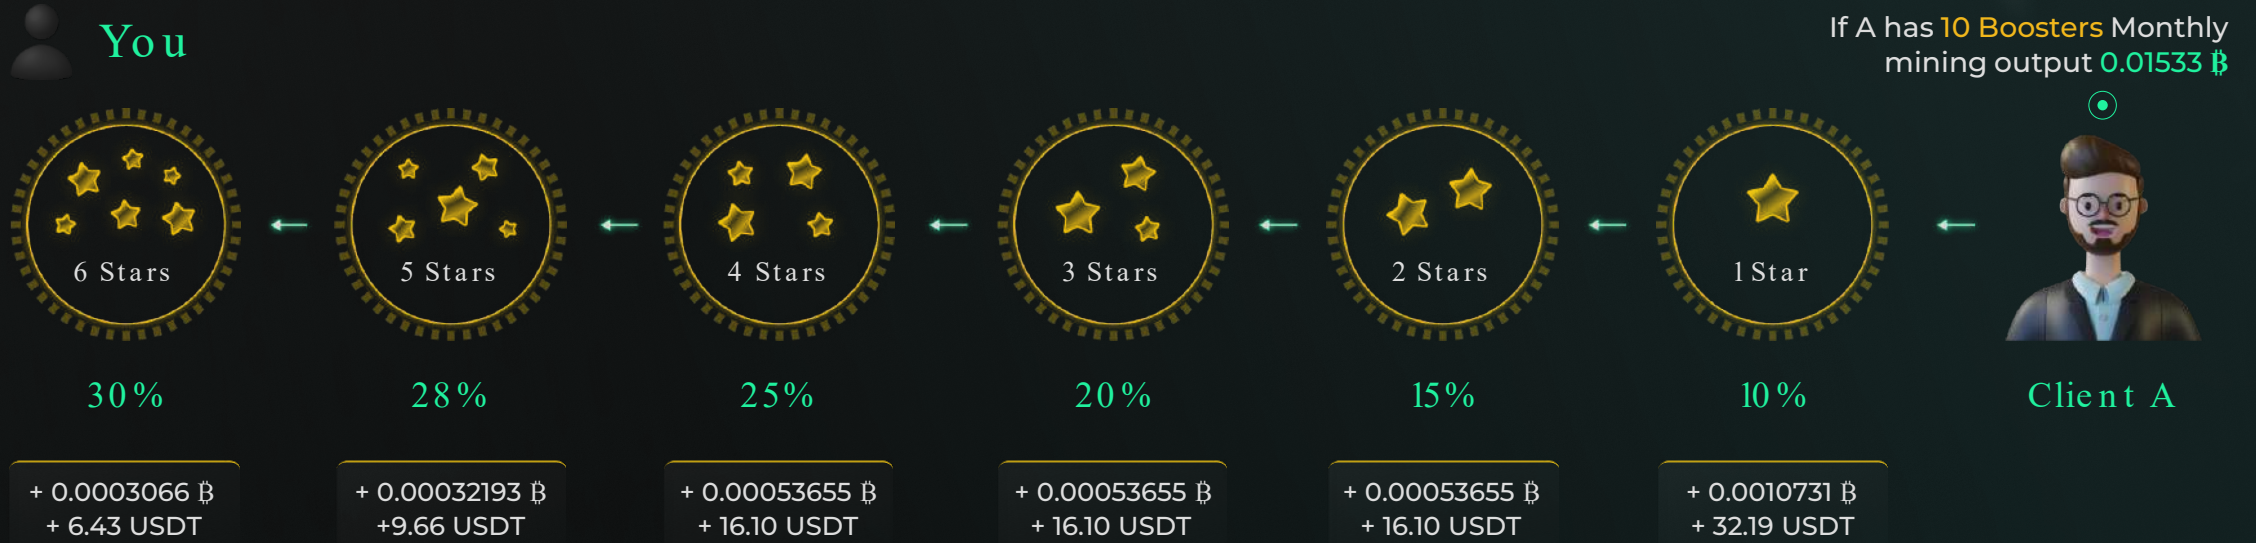 You
If A has 10 Boosters Monthly
mining output 0.01533 ₿
6 Stars
5 Stars
4 Stars
3 Stars
2 Stars
1 Star
30%
28%
25%
20%
15%
10%
Client A
+ 0.0003066 ₿
+ 6.43 USDT
+ 0.00032193 ₿
+9.66 USDT
+ 0.00053655 ₿
+ 16.10 USDT
+ 0.00053655 ₿
+ 16.10 USDT
+ 0.00053655 ₿
+ 16.10 USDT
+ 0.0010731 ₿
+ 32.19 USDT